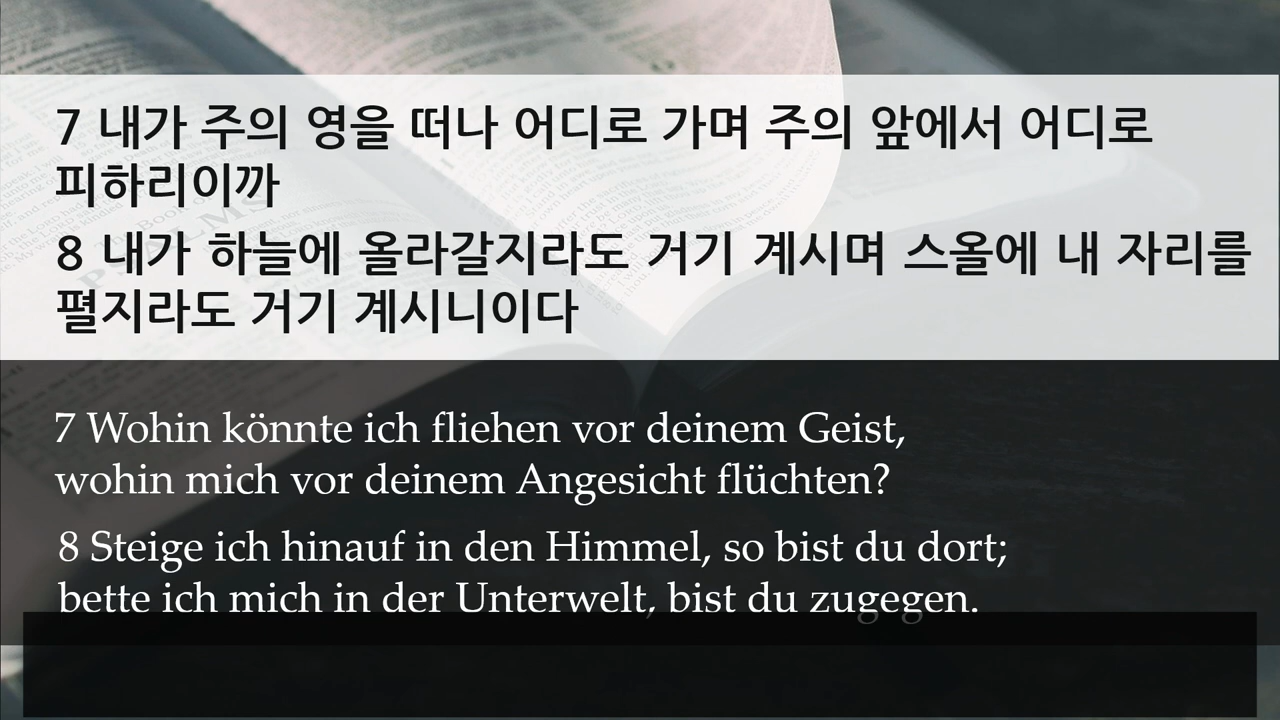 7 내가 주의 영을 떠나 어디로 가며 주의 앞에서 어디로
피하리이까
8 내가 하늘에 올라갈지라도 거기 계시며 스올에 내 자리를
펼지라도 거기 계시니이다
7 Wohin könnte ich fliehen vor deinem Geist,
wohin mich vor deinem Angesicht flüchten?
8 Steige ich hinauf in den Himmel, so bist du dort;
bette ich mich in der Unterwelt, bist du zugegen.